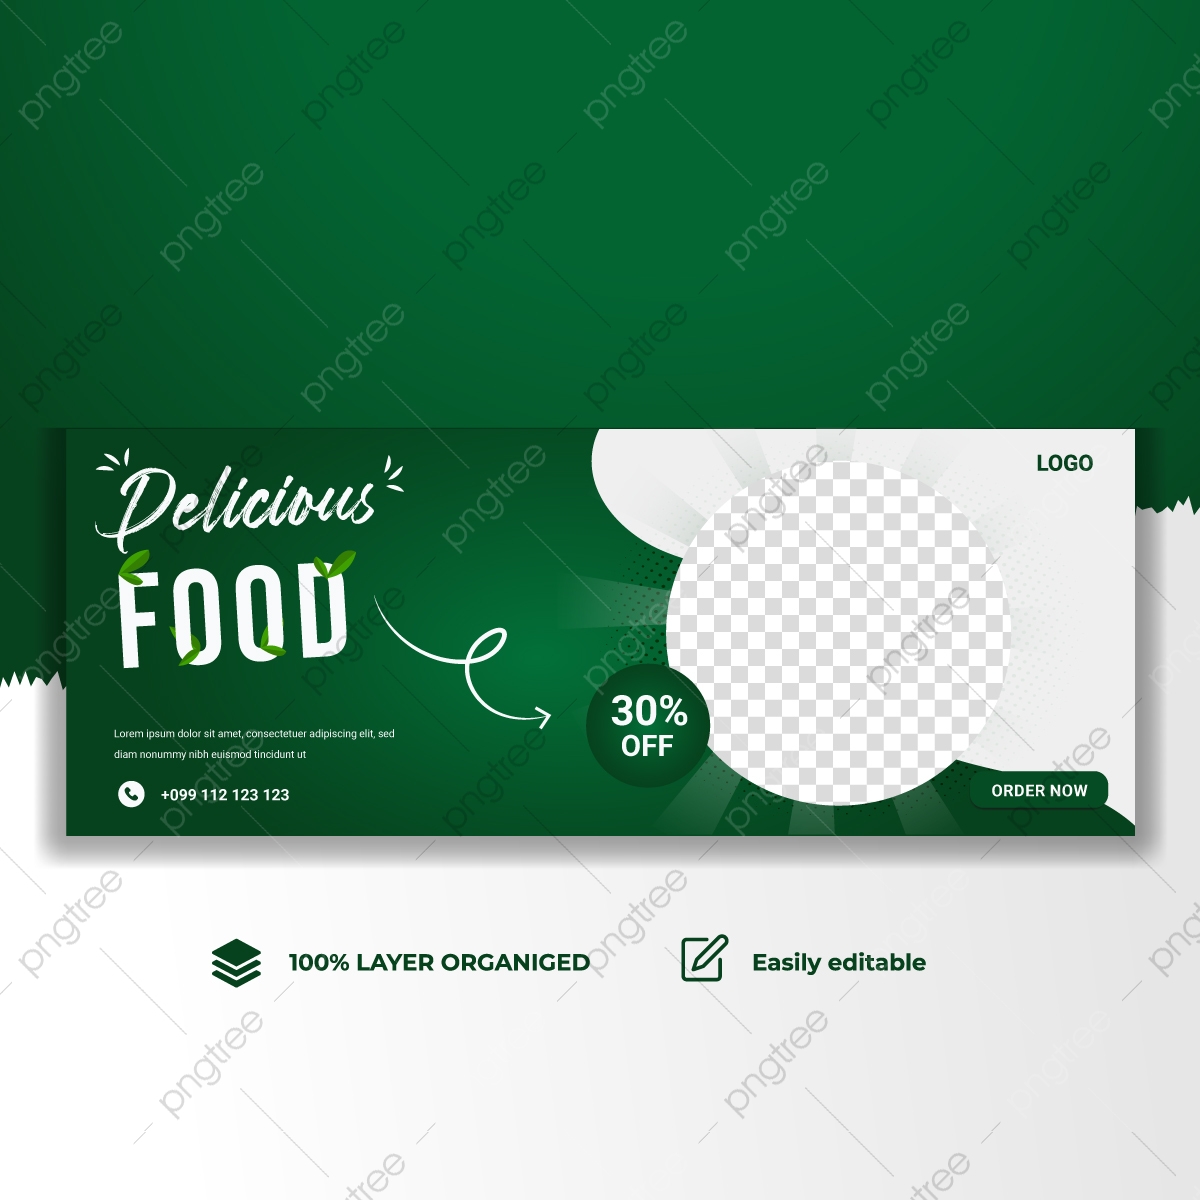 Delicious
FOOD
Lorem ipsum dolor sit amet, consectetuer adipiscing elit, sed
diam nonummy nibh euismod tincidunt ut
+099 112 123 123
30%
OFF
LOGO
ORDER NOW
100% LAYER ORGANIGED
Easily editable
pngtree